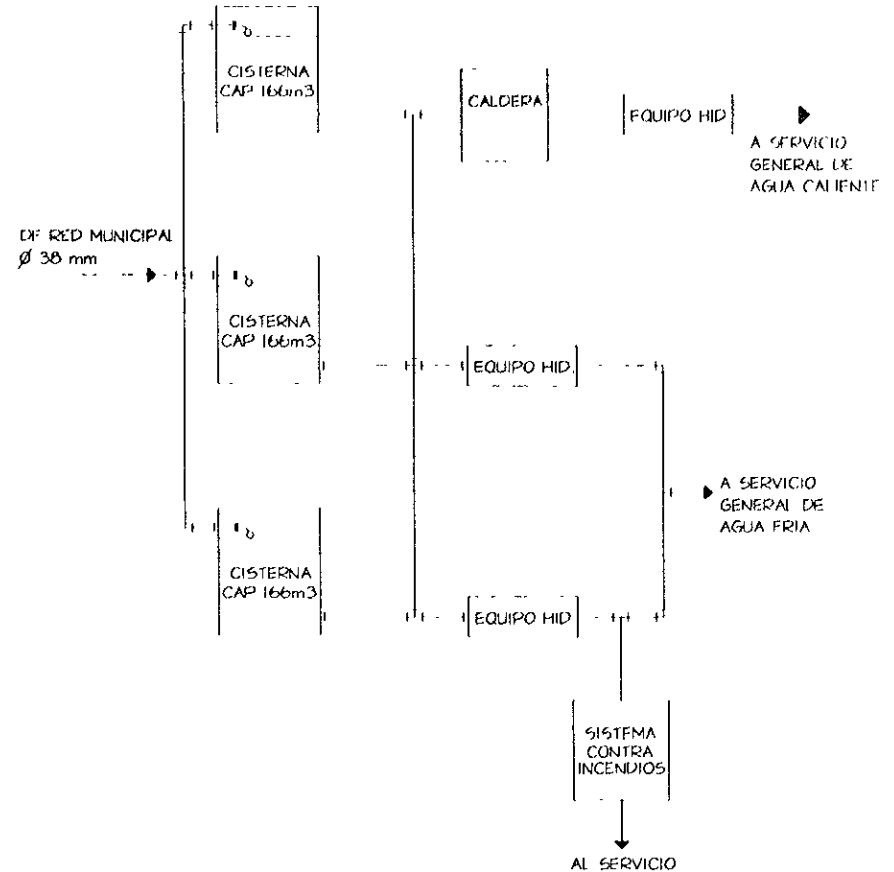 CISTERNA
CAP 166m3
CALDERA
EQUIPO HID
A SERVICIO
GENERAL DE
AGUA CALIENTE
DE RED MUNICIPAL
Ø 38 mm
CISTERNA
CAP 166m3
EQUIPO HID.
A SERVICIO
GENERAL DE
AGUA FRIA
CISTERNA
CAP 166m3
EQUIPO HID
SISTEMA
CONTRA
INCENDIOS
AL SERVICIO